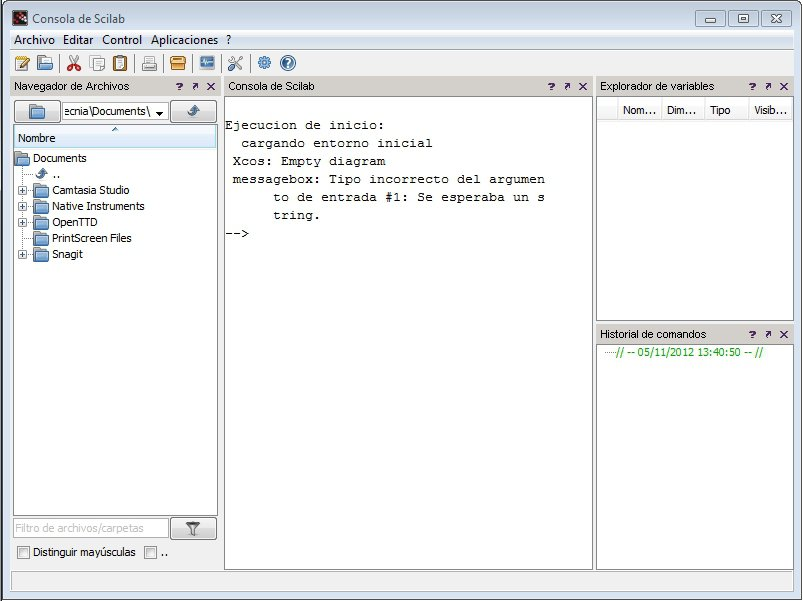 Consola de Scilab
Archivo Editar Control Aplicaciones ?
Navegador de Archivos ?
ecnia\Documents\
Nombre
Documents
..
Camtasia Studio
Native Instruments
OpenTTD
PrintScreen Files
Snagit
Filtro de archivos/carpetas
Distinguir mayúsculas ..
Consola de Scilab ?
Ejecucion de inicio:
cargando entorno inicial
Xcos: Empty diagram
messagebox: Tipo incorrecto del argumen
to de entrada #1: Se esperaba un s
tring.
-->
Explorador de variables ?
Nom... Dim... Tipo Visib...
Historial de comandos ?
// -- 05/11/2012 13:40:50 -- //